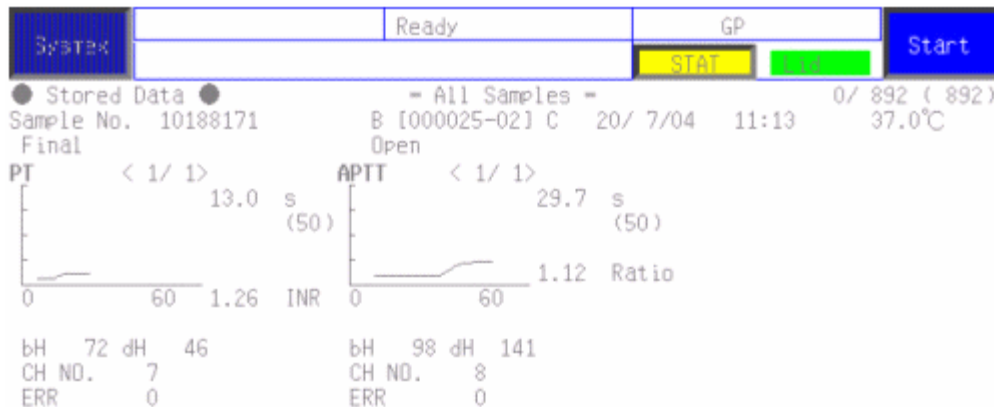 Sysmex Ready GP Start
STAT Lid
Stored Data - All Samples - 0/ 892 ( 892)
Sample No. 10188171 B [000025-02] C 20/ 7/04 11:13 37.0℃
Final Open
PT < 1/ 1> APTT < 1/ 1>
13.0 s 29.7 s
(50) (50)
1.12 Ratio
0 60 1.26 INR 0 60
bH 72 dH 46 bH 98 dH 141
CH NO. 7 CH NO. 8
ERR 0 ERR 0